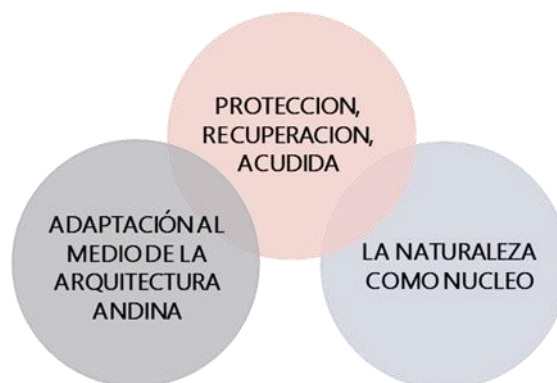 PROTECCION,
RECUPERACION,
ACUDIDA
ADAPTACIÓN AL
MEDIO DE LA
ARQUITECTURA
ANDINA
LA NATURALEZA
COMO NUCLEO